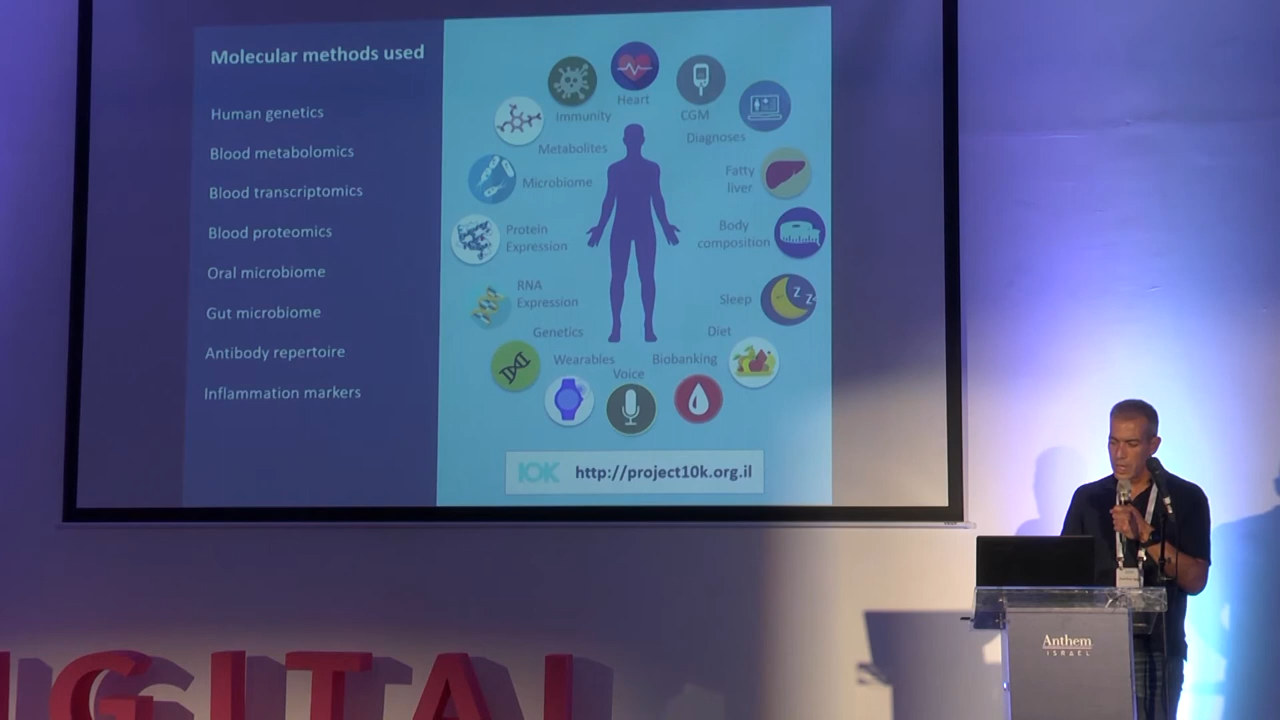 Molecular methods used
Human genetics
Blood metabolomics
Blood transcriptomics
Blood proteomics
Oral microbiome
Gut microbiome
Antibody repertoire
Inflammation markers
Heart
Immunity
CGM
Metabolites
Diagnoses
Microbiome
Fatty
liver
Protein
Expression
Body
composition
RNA
Expression
Sleep
Z Z
Genetics
Diet
Wearables
Biobanking
Voice
10K
http://project10k.org.il
Anthem
ISRAEL
IGITAL